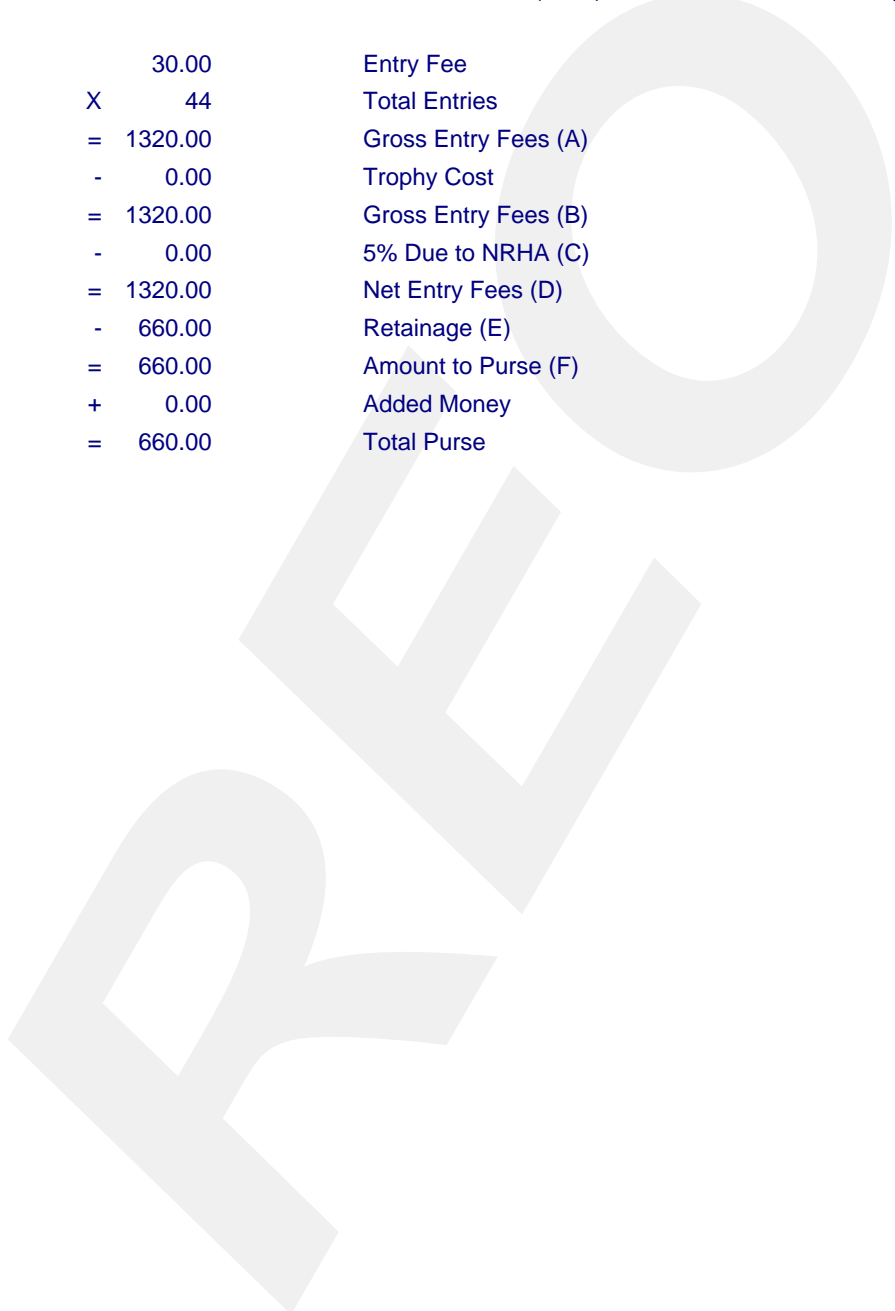 30.00 Entry Fee
X 44 Total Entries
= 1320.00 Gross Entry Fees (A)
- 0.00 Trophy Cost
= 1320.00 Gross Entry Fees (B)
- 0.00 5% Due to NRHA (C)
= 1320.00 Net Entry Fees (D)
- 660.00 Retainage (E)
= 660.00 Amount to Purse (F)
+ 0.00 Added Money
= 660.00 Total Purse
REO